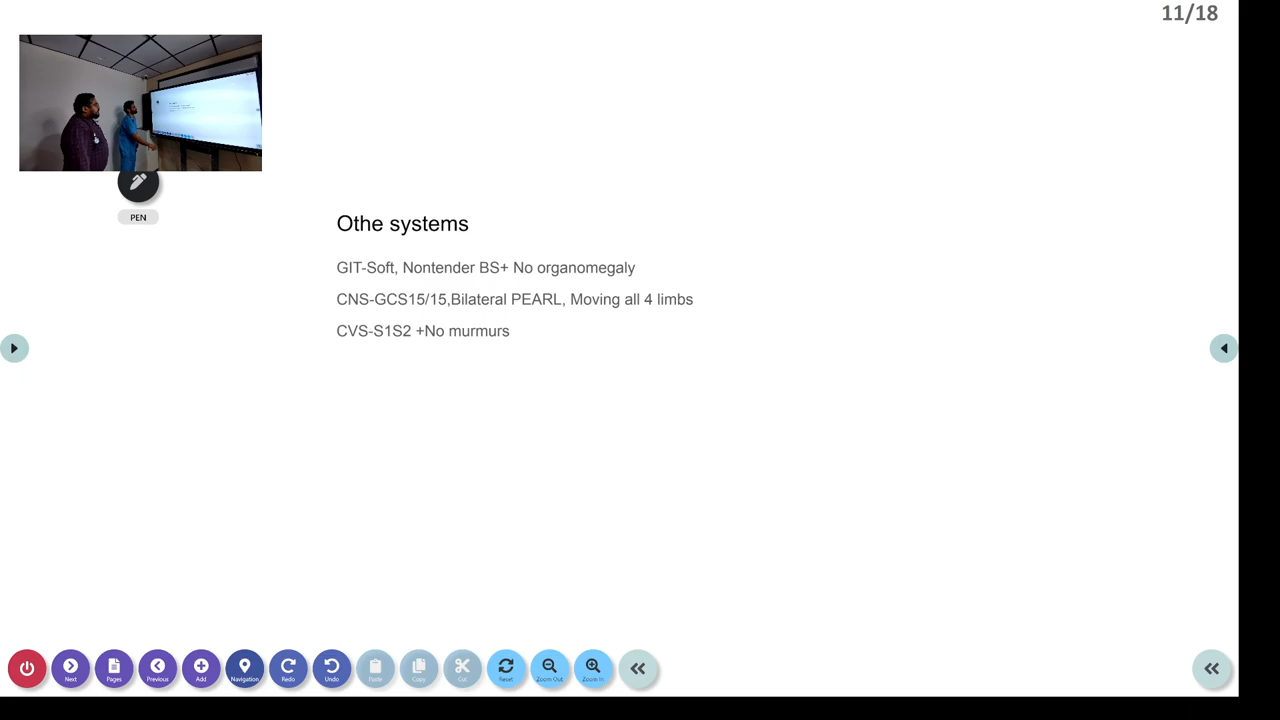 11/18
PEN
Othe systems
GIT-Soft, Nontender BS+ No organomegaly
CNS-GCS15/15,Bilateral PEARL, Moving all 4 limbs
CVS-S1S2 +No murmurs
Next
Pages
Previous
Add
Navigation
Redo
Undo
Paste
Copy
Cut
Reset
Zoom Out
Zoom In